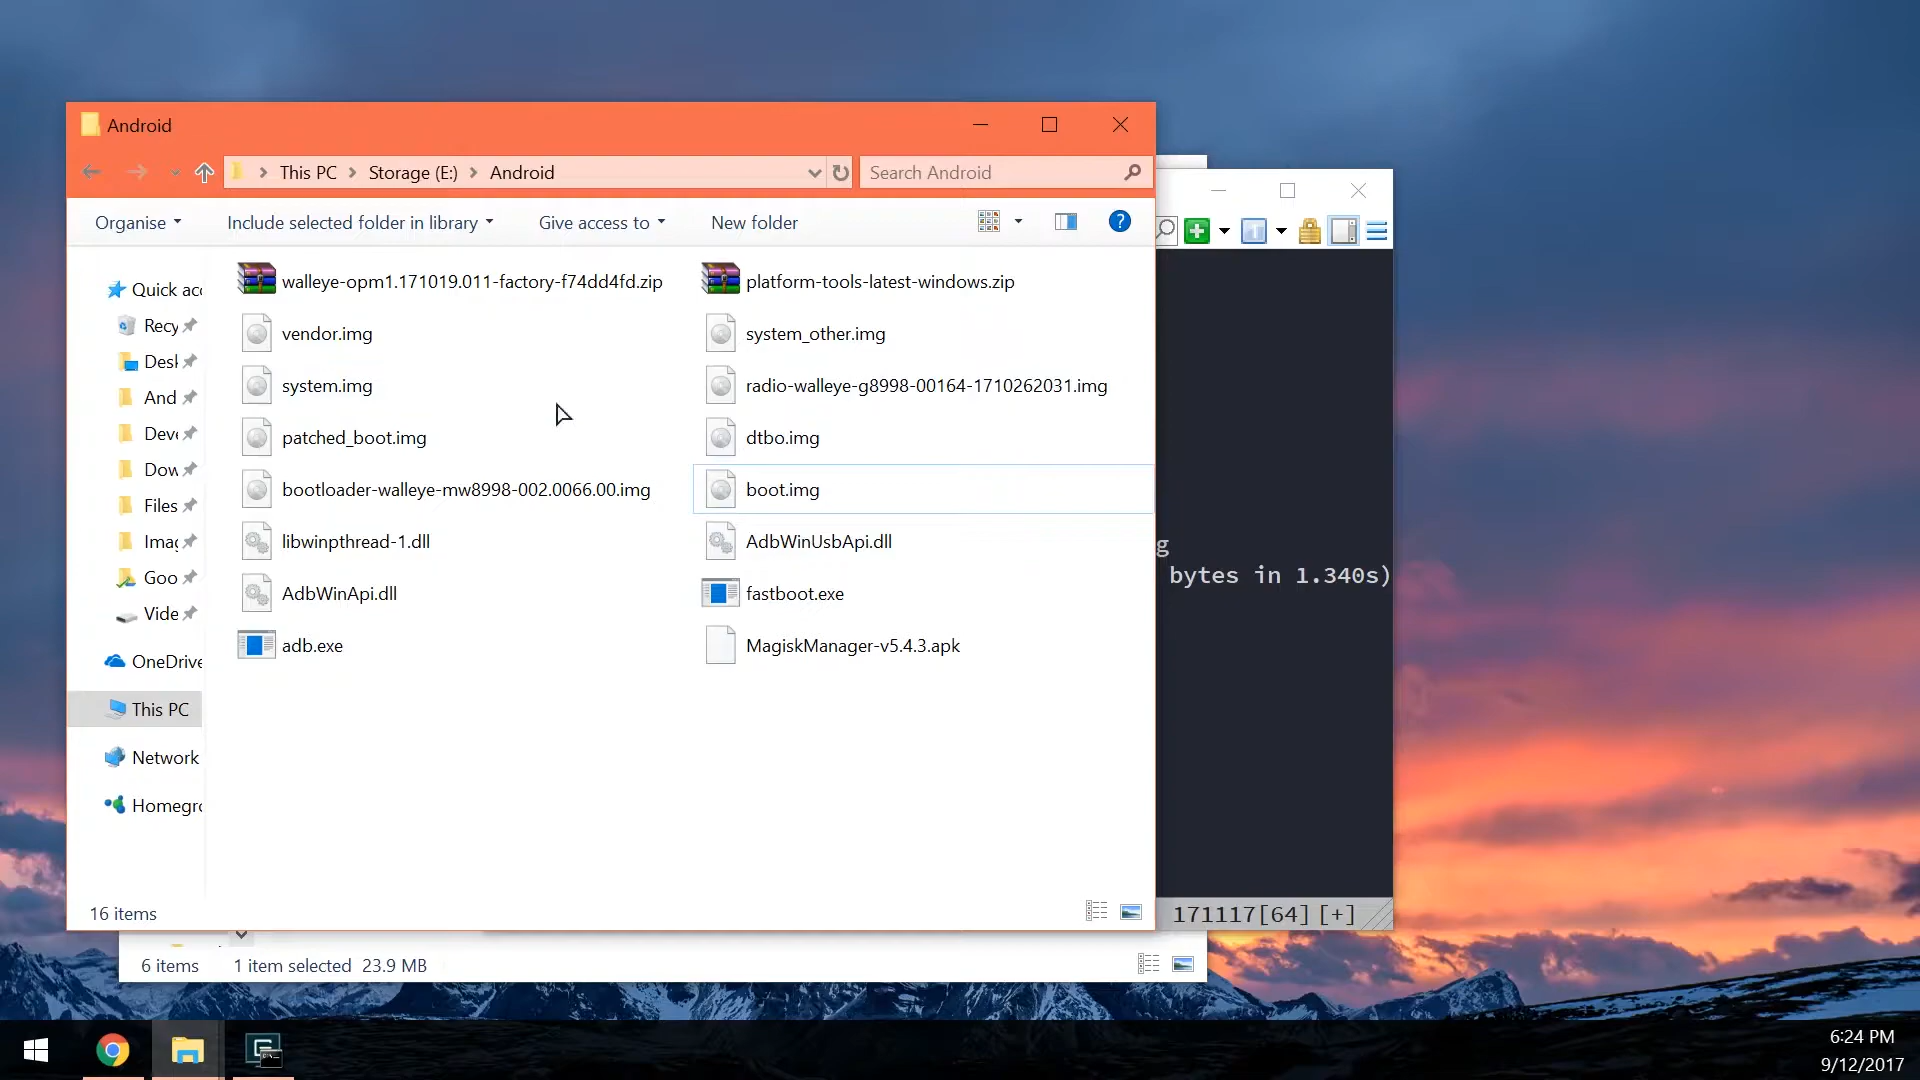 Android
This PC
Storage (E:)
Android
Search Android
Organise
Include selected folder in library
Give access to
New folder
?
Quick acc
Recy
Desk
And
Deve
Dow
Files
Imag
Goo
Vide
OneDrive
This PC
Network
Homegro
walleye-opm1.171019.011-factory-f74dd4fd.zip
platform-tools-latest-windows.zip
vendor.img
system_other.img
system.img
radio-walleye-g8998-00164-1710262031.img
patched_boot.img
dtbo.img
bootloader-walleye-mw8998-002.0066.00.img
boot.img
libwinpthread-1.dll
AdbWinUsbApi.dll
AdbWinApi.dll
fastboot.exe
adb.exe
MagiskManager-v5.4.3.apk
16 items
g
bytes in 1.340s)
171117[64] [+]
6 items
1 item selected 23.9 MB
6:24 PM
9/12/2017